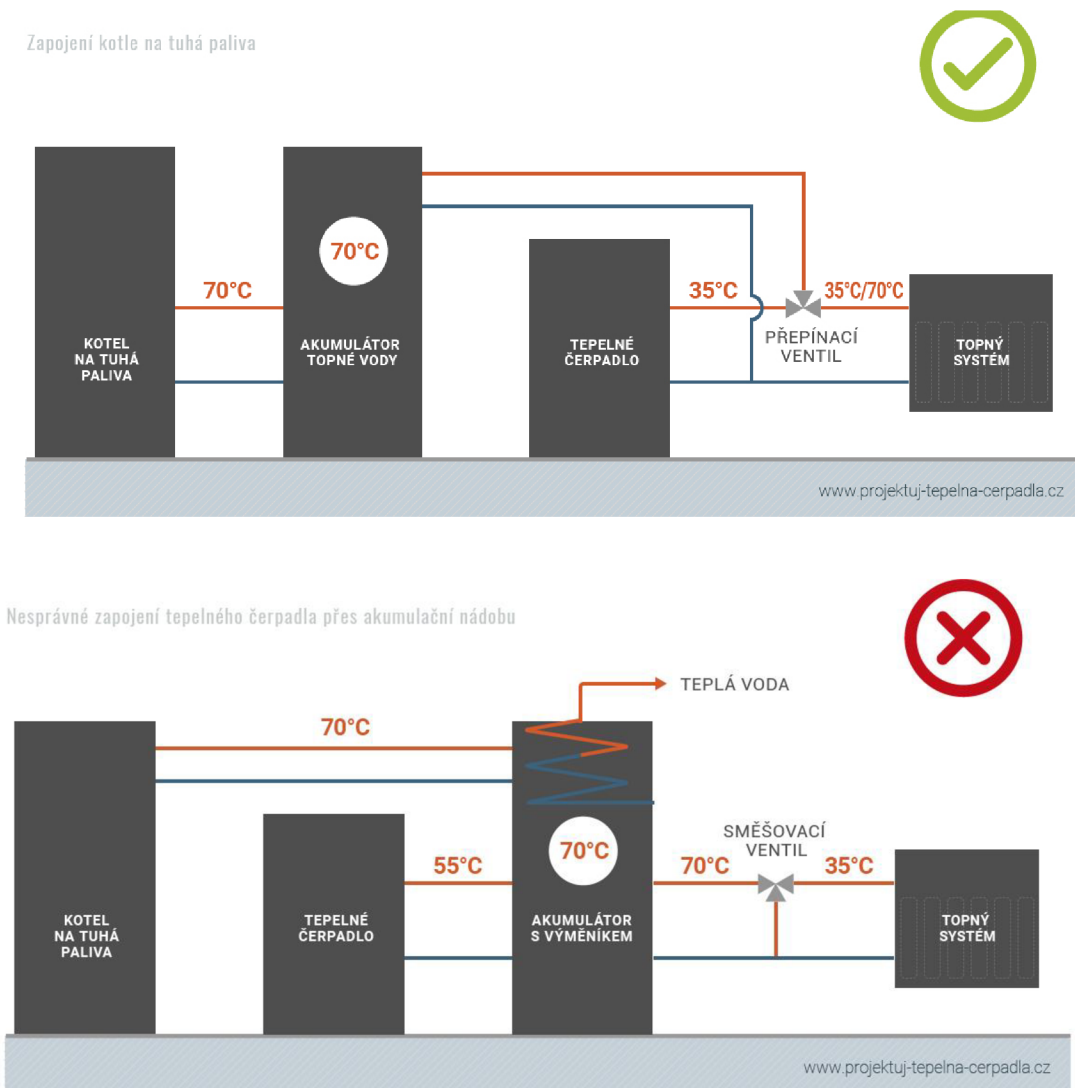 Zapojení kotle na tuhá paliva
70°C
70°C
35°C
35°C/70°C
KOTEL
NA TUHÁ
PALIVA
AKUMULÁTOR
TOPNÉ VODY
TEPELNÉ
ČERPADLO
PŘEPÍNACÍ
VENTIL
TOPNÝ
SYSTÉM
www.projektuj-tepelna-cerpadla.cz
Nesprávné zapojení tepelného čerpadla přes akumulační nádobu
TEPLÁ VODA
70°C
55°C
70°C
SMĚŠOVACÍ
VENTIL
70°C
35°C
KOTEL
NA TUHÁ
PALIVA
TEPELNÉ
ČERPADLO
AKUMULÁTOR
S VÝMĚNÍKEM
TOPNÝ
SYSTÉM
www.projektuj-tepelna-cerpadla.cz